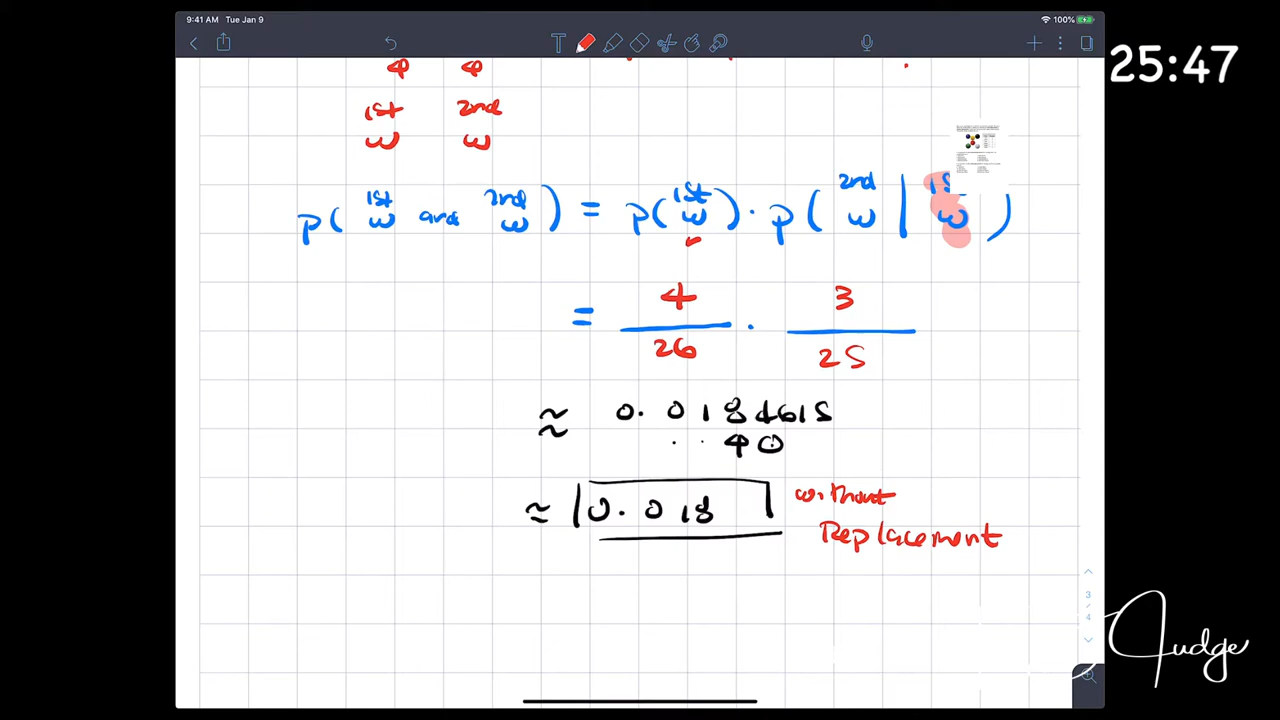 9:41 AM Tue Jan 9
100%
25:47
1st 2nd
w w
P( 1st w and 2nd w ) = P( 1st w ) · P( 2nd w | 1st w )
= 4/26 · 3/25
≈ 0.0184615
40
≈ 0.018 without
Replacement
3
/
4
Judge